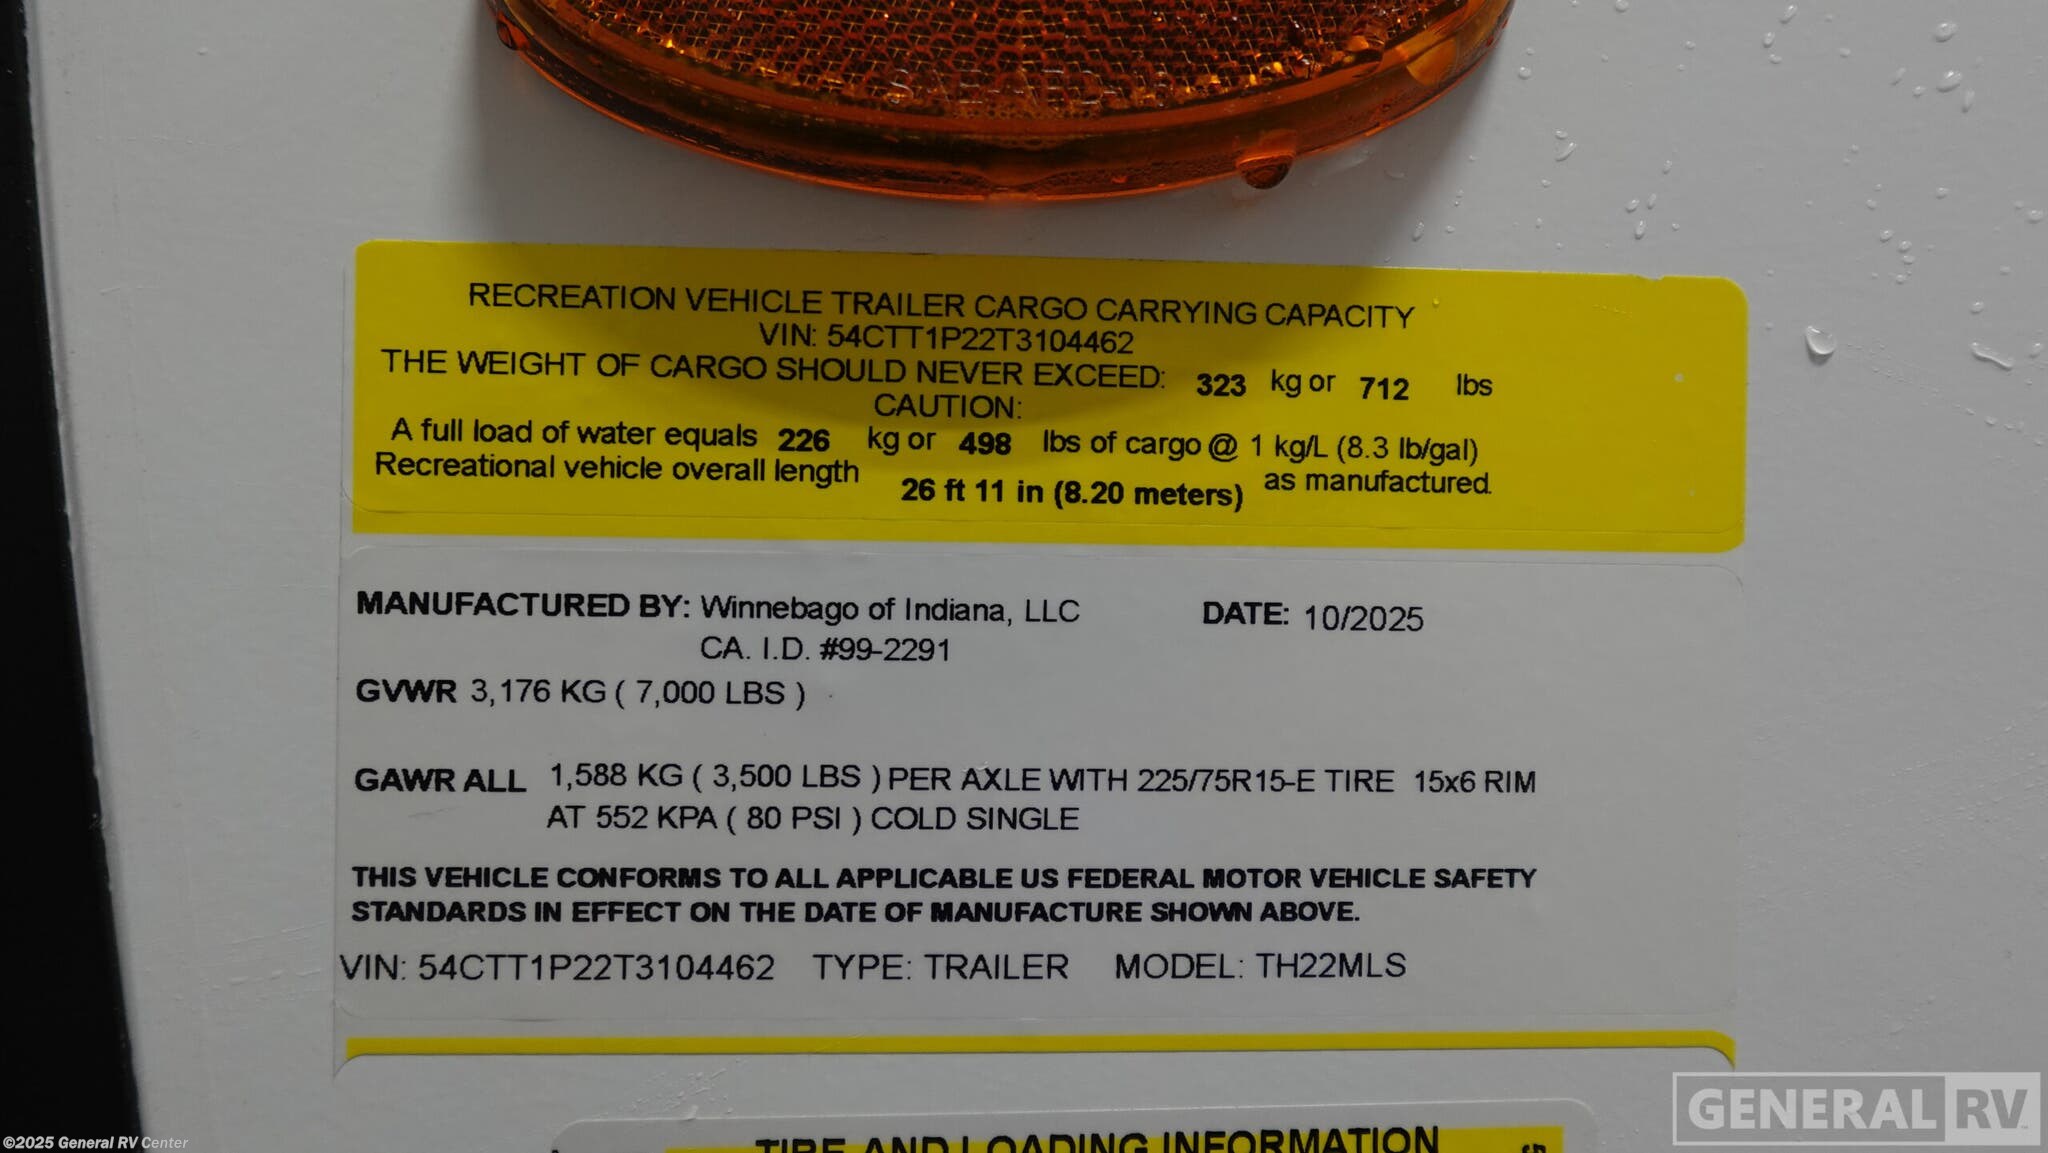 RECREATION VEHICLE TRAILER CARGO CARRYING CAPACITY
VIN: 54CTT1P22T3104462
THE WEIGHT OF CARGO SHOULD NEVER EXCEED: 323 kg or 712 lbs
CAUTION:
A full load of water equals 226 kg or 498 lbs of cargo @ 1 kg/L (8.3 lb/gal)
Recreational vehicle overall length 26 ft 11 in (8.20 meters) as manufactured.
MANUFACTURED BY: Winnebago of Indiana, LLC DATE: 10/2025
CA. I.D. #99-2291
GVWR 3,176 KG ( 7,000 LBS )
GAWR ALL 1,588 KG ( 3,500 LBS ) PER AXLE WITH 225/75R15-E TIRE 15x6 RIM
AT 552 KPA ( 80 PSI ) COLD SINGLE
THIS VEHICLE CONFORMS TO ALL APPLICABLE US FEDERAL MOTOR VEHICLE SAFETY
STANDARDS IN EFFECT ON THE DATE OF MANUFACTURE SHOWN ABOVE.
VIN: 54CTT1P22T3104462 TYPE: TRAILER MODEL: TH22MLS
TIRE AND LOADING INFORMATION
GENERAL RV
©2025 General RV Center